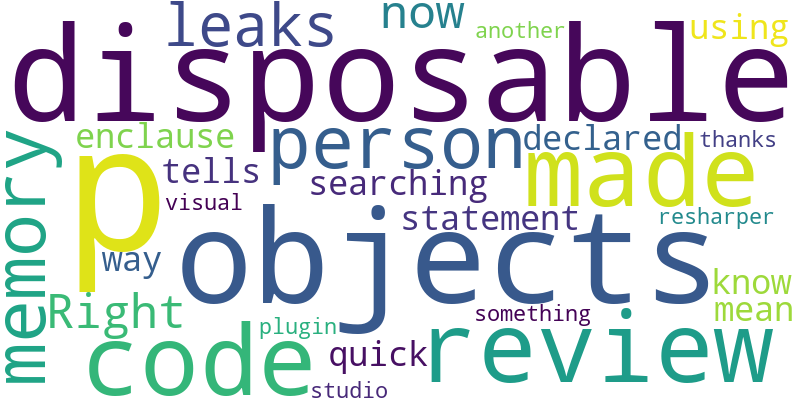 leaks now another using
disposable
memory enclause person declared thanks
p tells searching made
visual statement resharper
way objects know
Right something mean
code plugin quick review
studio